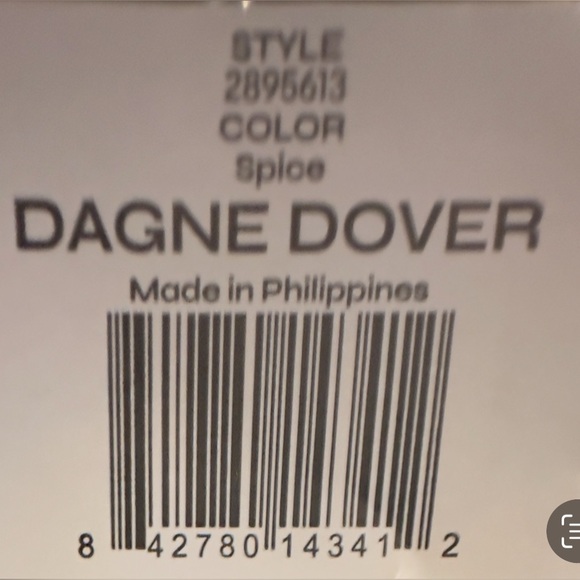 STYLE
2895613
COLOR
Spice
DAGNE DOVER
Made in Philippines
8 42780 14341 2